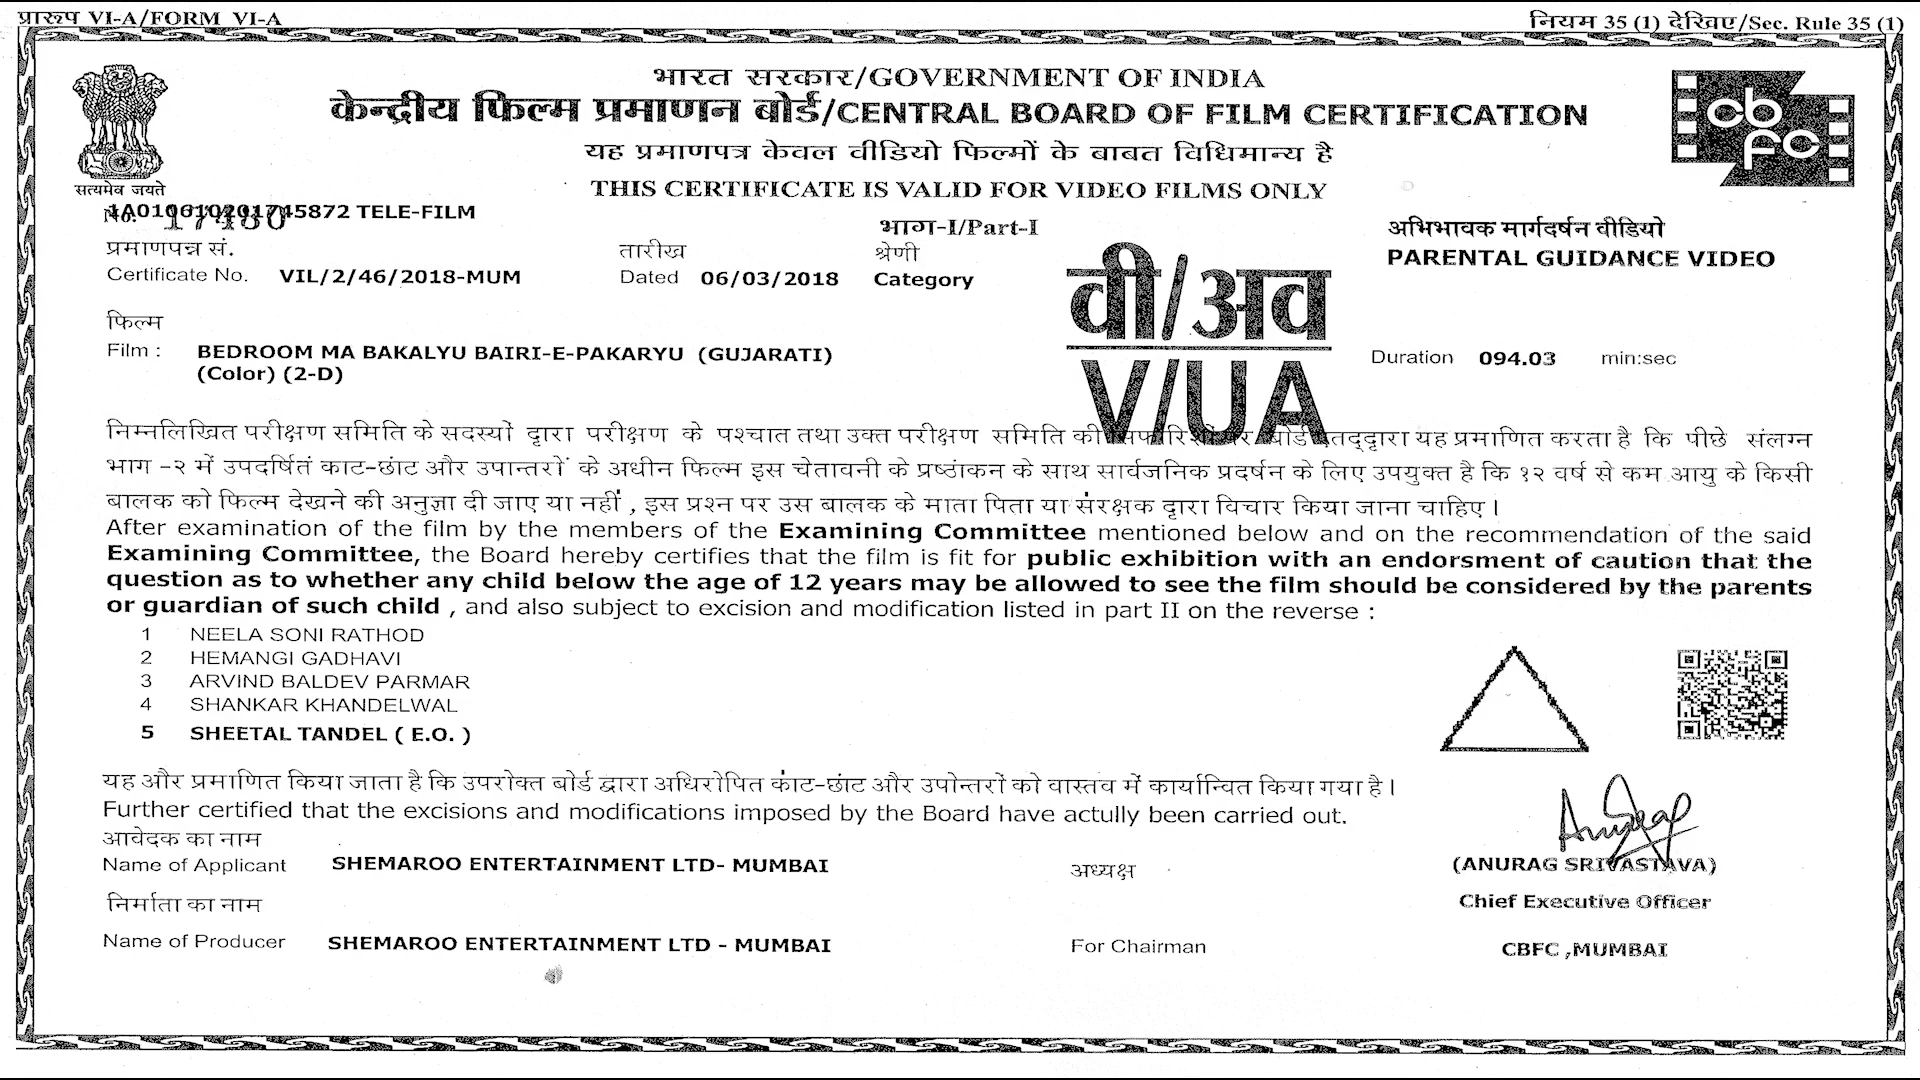 प्रारूप VI-A/FORM VI-A
नियम 35 (1) देखिए/Sec. Rule 35 (1)
भारत सरकार/GOVERNMENT OF INDIA
केन्द्रीय फिल्म प्रमाणन बोर्ड/CENTRAL BOARD OF FILM CERTIFICATION
cb
fc
यह प्रमाणपत्र केवल वीडियो फिल्मों के बाबत विधिमान्य है
सत्यमेव जयते
THIS CERTIFICATE IS VALID FOR VIDEO FILMS ONLY
No. 17480
1A010610201745872 TELE-FILM
भाग-I/Part-I
अभिभावक मार्गदर्षन वीडियो
प्रमाणपन्न सं.
तारीख
श्रेणी
PARENTAL GUIDANCE VIDEO
Certificate No. VIL/2/46/2018-MUM
Dated 06/03/2018
Category
वी/अव
V/UA
फिल्म
Film : BEDROOM MA BAKALYU BAIRI-E-PAKARYU (GUJARATI)
(Color) (2-D)
Duration 094.03 min:sec
निम्नलिखित परीक्षण समिति के सदस्यों द्वारा परीक्षण के पश्चात तथा उक्त परीक्षण समिति की बोर्ड एतद्द्वारा यह प्रमाणित करता है कि पीछे संलग्न
भाग -२ में उपदर्षित काट-छांट और उपान्तरों के अधीन फिल्म इस चेतावनी के प्रष्ठांकन के साथ सार्वजनिक प्रदर्षन के लिए उपयुक्त है कि १२ वर्ष से कम आयु के किसी
बालक को फिल्म देखने की अनुज्ञा दी जाए या नहीं , इस प्रश्न पर उस बालक के माता पिता या संरक्षक द्वारा विचार किया जाना चाहिए ।
After examination of the film by the members of the Examining Committee mentioned below and on the recommendation of the said
Examining Committee, the Board hereby certifies that the film is fit for public exhibition with an endorsment of caution that the
question as to whether any child below the age of 12 years may be allowed to see the film should be considered by the parents
or guardian of such child , and also subject to excision and modification listed in part II on the reverse :
1 NEELA SONI RATHOD
2 HEMANGI GADHAVI
3 ARVIND BALDEV PARMAR
4 SHANKAR KHANDELWAL
5 SHEETAL TANDEL ( E.O. )
यह और प्रमाणित किया जाता है कि उपरोक्त बोर्ड द्वारा अधिरोपित कांट-छांट और उपोन्तरों को वास्तव में कार्यान्वित किया गया है ।
Further certified that the excisions and modifications imposed by the Board have actully been carried out.
आवेदक का नाम
Name of Applicant SHEMAROO ENTERTAINMENT LTD- MUMBAI
अध्यक्ष
(ANURAG SRIVASTAVA)
निर्माता का नाम
Chief Executive Officer
Name of Producer SHEMAROO ENTERTAINMENT LTD - MUMBAI
For Chairman
CBFC ,MUMBAI